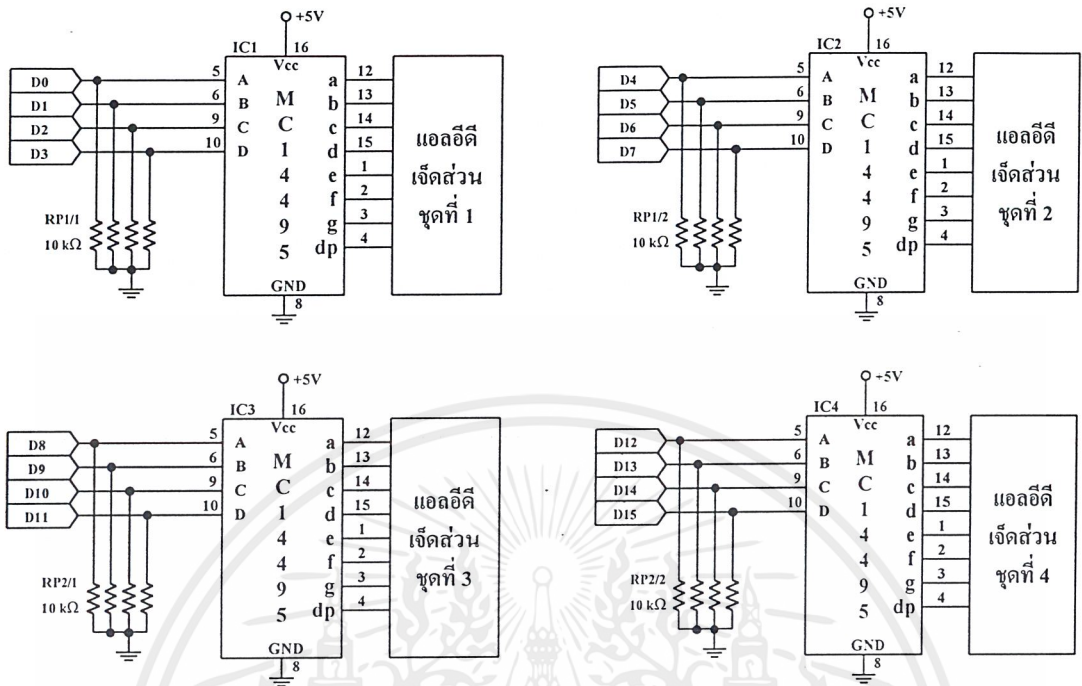 +5V
IC1
16
Vcc
D0
D1
D2
D3
5
6
9
10
A
B
C
D
M
C
1
4
4
9
5
a
b
c
d
e
f
g
dp
12
13
14
15
1
2
3
4
แอลอีดี
เจ็ดส่วน
ชุดที่ 1
RP1/1
10 kΩ
GND
8
+5V
IC2
16
Vcc
D4
D5
D6
D7
5
6
9
10
A
B
C
D
M
C
1
4
4
9
5
a
b
c
d
e
f
g
dp
12
13
14
15
1
2
3
4
แอลอีดี
เจ็ดส่วน
ชุดที่ 2
RP1/2
10 kΩ
GND
8
+5V
IC3
16
Vcc
D8
D9
D10
D11
5
6
9
10
A
B
C
D
M
C
1
4
4
9
5
a
b
c
d
e
f
g
dp
12
13
14
15
1
2
3
4
แอลอีดี
เจ็ดส่วน
ชุดที่ 3
RP2/1
10 kΩ
GND
8
+5V
IC4
16
Vcc
D12
D13
D14
D15
5
6
9
10
A
B
C
D
M
C
1
4
4
9
5
a
b
c
d
e
f
g
dp
12
13
14
15
1
2
3
4
แอลอีดี
เจ็ดส่วน
ชุดที่ 4
RP2/2
10 kΩ
GND
8